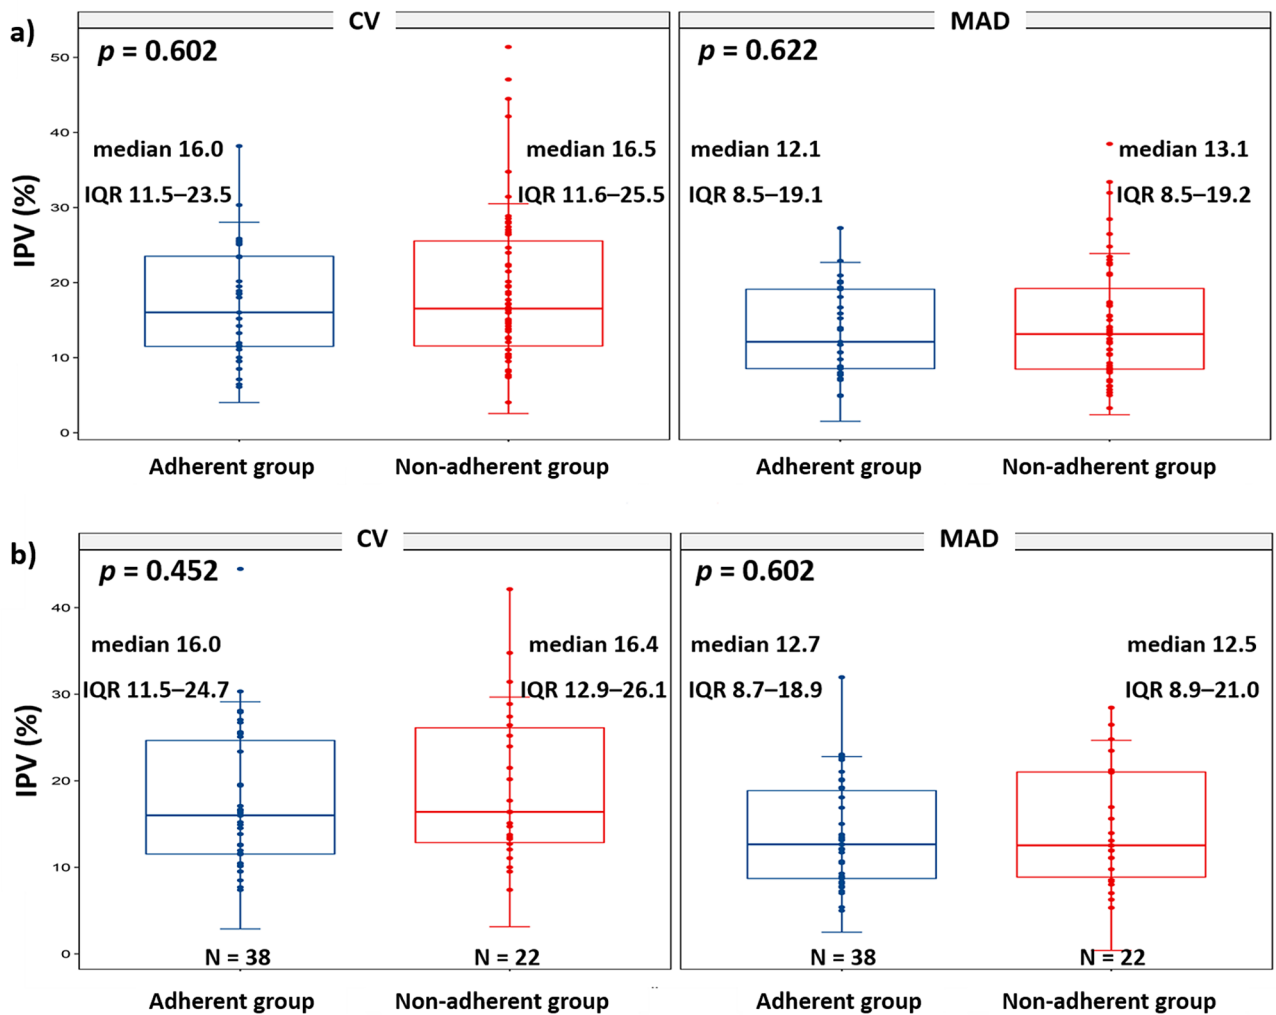 a)
CV
MAD
p = 0.602
p = 0.622
median 16.0
IQR 11.5–23.5
median 16.5
IQR 11.6–25.5
median 12.1
IQR 8.5–19.1
median 13.1
IQR 8.5–19.2
IPV (%)
50
40
30
20
10
0
Adherent group
Non-adherent group
Adherent group
Non-adherent group
b)
CV
MAD
p = 0.452
p = 0.602
median 16.0
IQR 11.5–24.7
median 16.4
IQR 12.9–26.1
median 12.7
IQR 8.7–18.9
median 12.5
IQR 8.9–21.0
IPV (%)
40
30
20
10
0
N = 38
N = 22
N = 38
N = 22
Adherent group
Non-adherent group
Adherent group
Non-adherent group